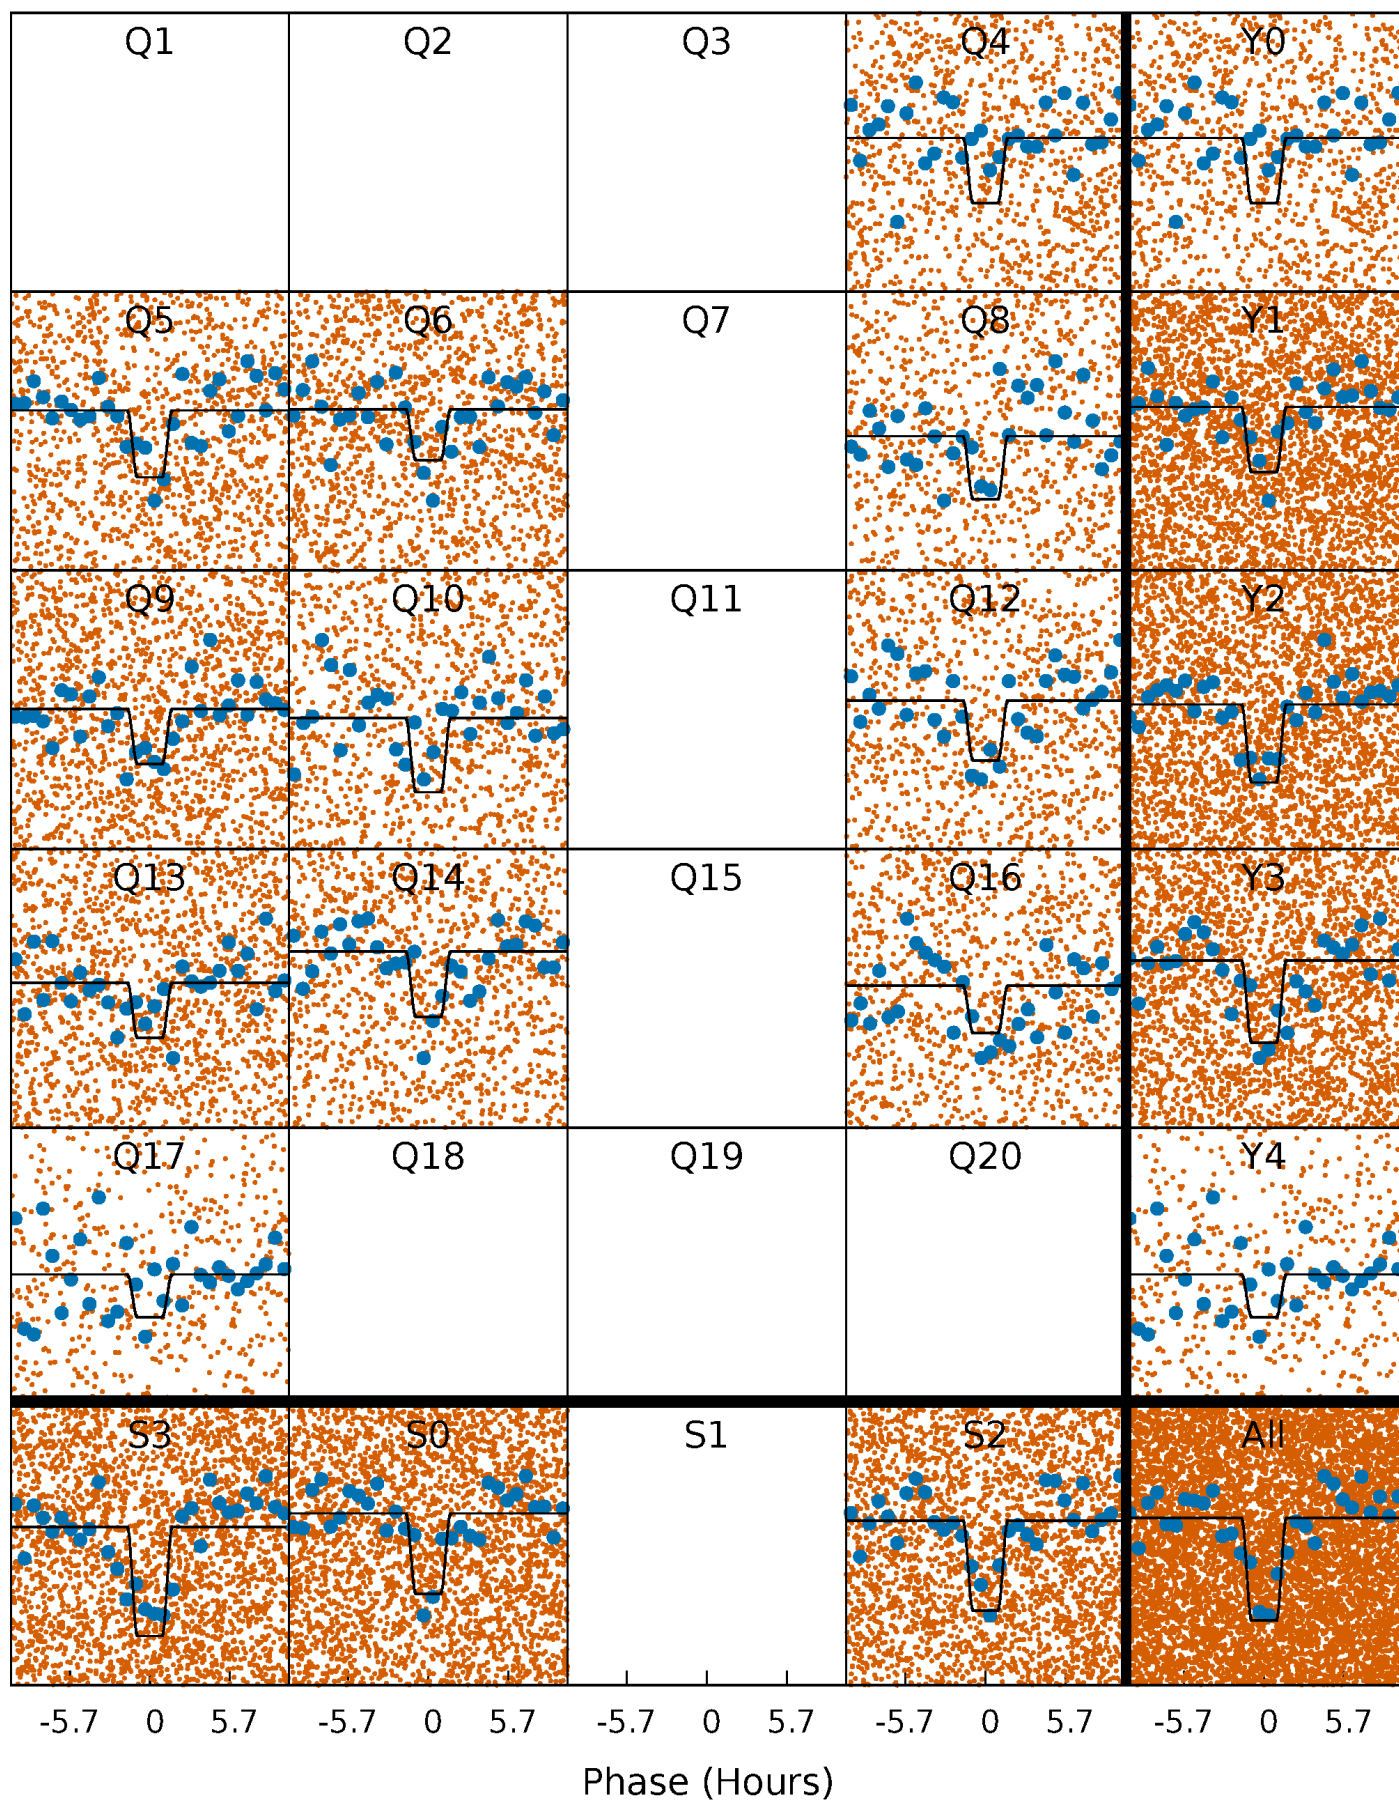 Q1 Q2 Q3 Q4 Y0
Q5 Q6 Q7 Q8 Y1
Q9 Q10 Q11 Q12 Y2
Q13 Q14 Q15 Q16 Y3
Q17 Q18 Q19 Q20 Y4
S3 S0 S1 S2 All
-5.7 0 5.7 -5.7 0 5.7 -5.7 0 5.7 -5.7 0 5.7 -5.7 0 5.7
Phase (Hours)